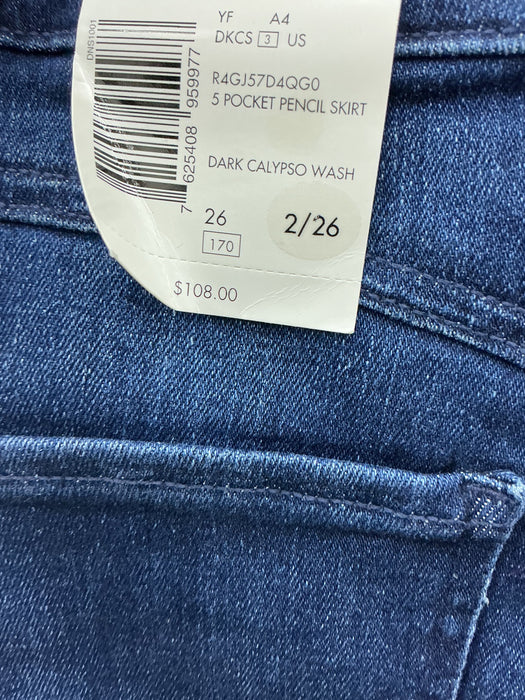 YF A4
DKCS 3 US
DNS1001
R4GJ57D4QG0
5 POCKET PENCIL SKIRT
DARK CALYPSO WASH
7 625408 959977
26 2/26
170
$108.00